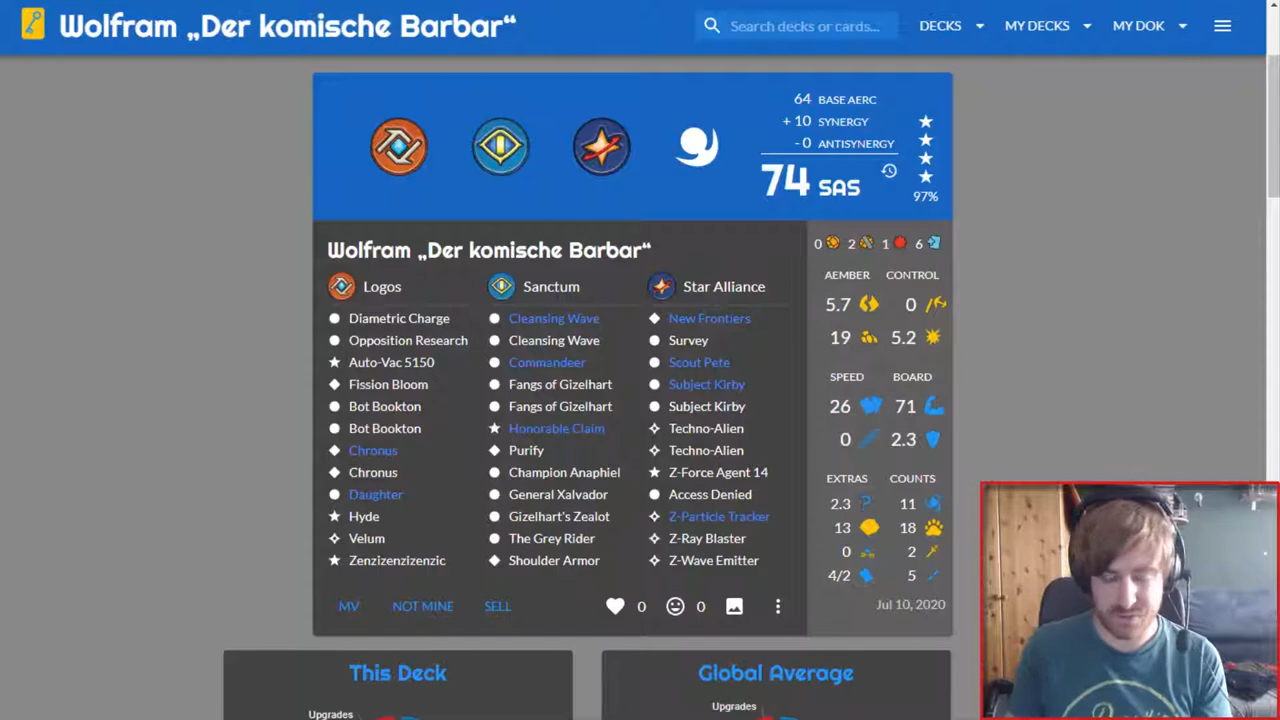 Wolfram „Der komische Barbar“
Search decks or cards...
DECKS
MY DECKS
MY DOK
64 BASE AERC
+ 10 SYNERGY
- 0 ANTISYNERGY
74 SAS
97%
Wolfram „Der komische Barbar“
Logos
Diametric Charge
Opposition Research
Auto-Vac 5150
Fission Bloom
Bot Bookton
Bot Bookton
Chronus
Chronus
Daughter
Hyde
Velum
Zenzizenzizenzic
Sanctum
Cleansing Wave
Cleansing Wave
Commandeer
Fangs of Gizelhart
Fangs of Gizelhart
Honorable Claim
Purify
Champion Anaphiel
General Xalvador
Gizelhart's Zealot
The Grey Rider
Shoulder Armor
Star Alliance
New Frontiers
Survey
Scout Pete
Subject Kirby
Subject Kirby
Techno-Alien
Techno-Alien
Z-Force Agent 14
Access Denied
Z-Particle Tracker
Z-Ray Blaster
Z-Wave Emitter
MV
NOT MINE
SELL
0
0
0 2 1 6
AEMBER CONTROL
5.7 0
19 5.2
SPEED BOARD
26 71
0 2.3
EXTRAS COUNTS
2.3 11
13 18
0 2
4/2 5
Jul 10, 2020
This Deck
Upgrades
Global Average
Upgrades